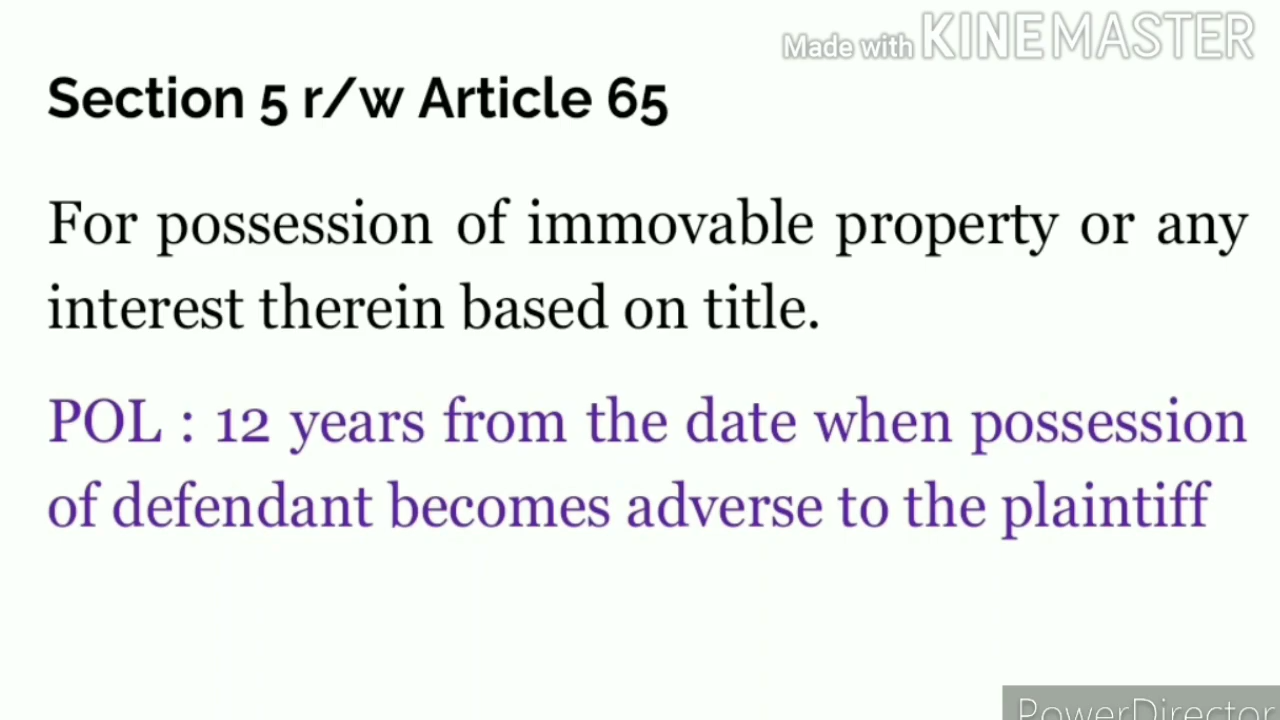 Made with KINEMASTER
Section 5 r/w Article 65
For possession of immovable property or any
interest therein based on title.
POL : 12 years from the date when possession
of defendant becomes adverse to the plaintiff
PowerDirector